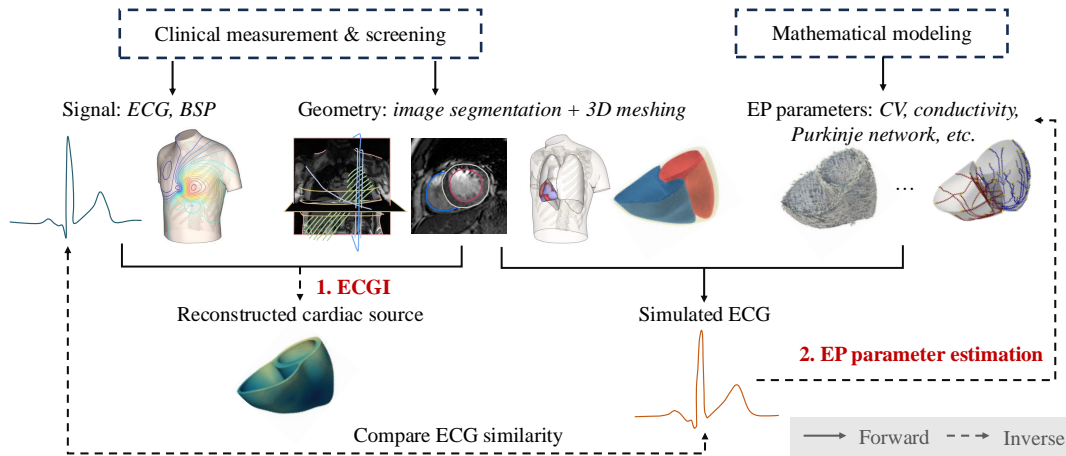 Clinical measurement & screening
Mathematical modeling
Signal: ECG, BSP
Geometry: image segmentation + 3D meshing
EP parameters: CV, conductivity,
Purkinje network, etc.
...
1. ECGI
Reconstructed cardiac source
Simulated ECG
2. EP parameter estimation
Compare ECG similarity
Forward
Inverse